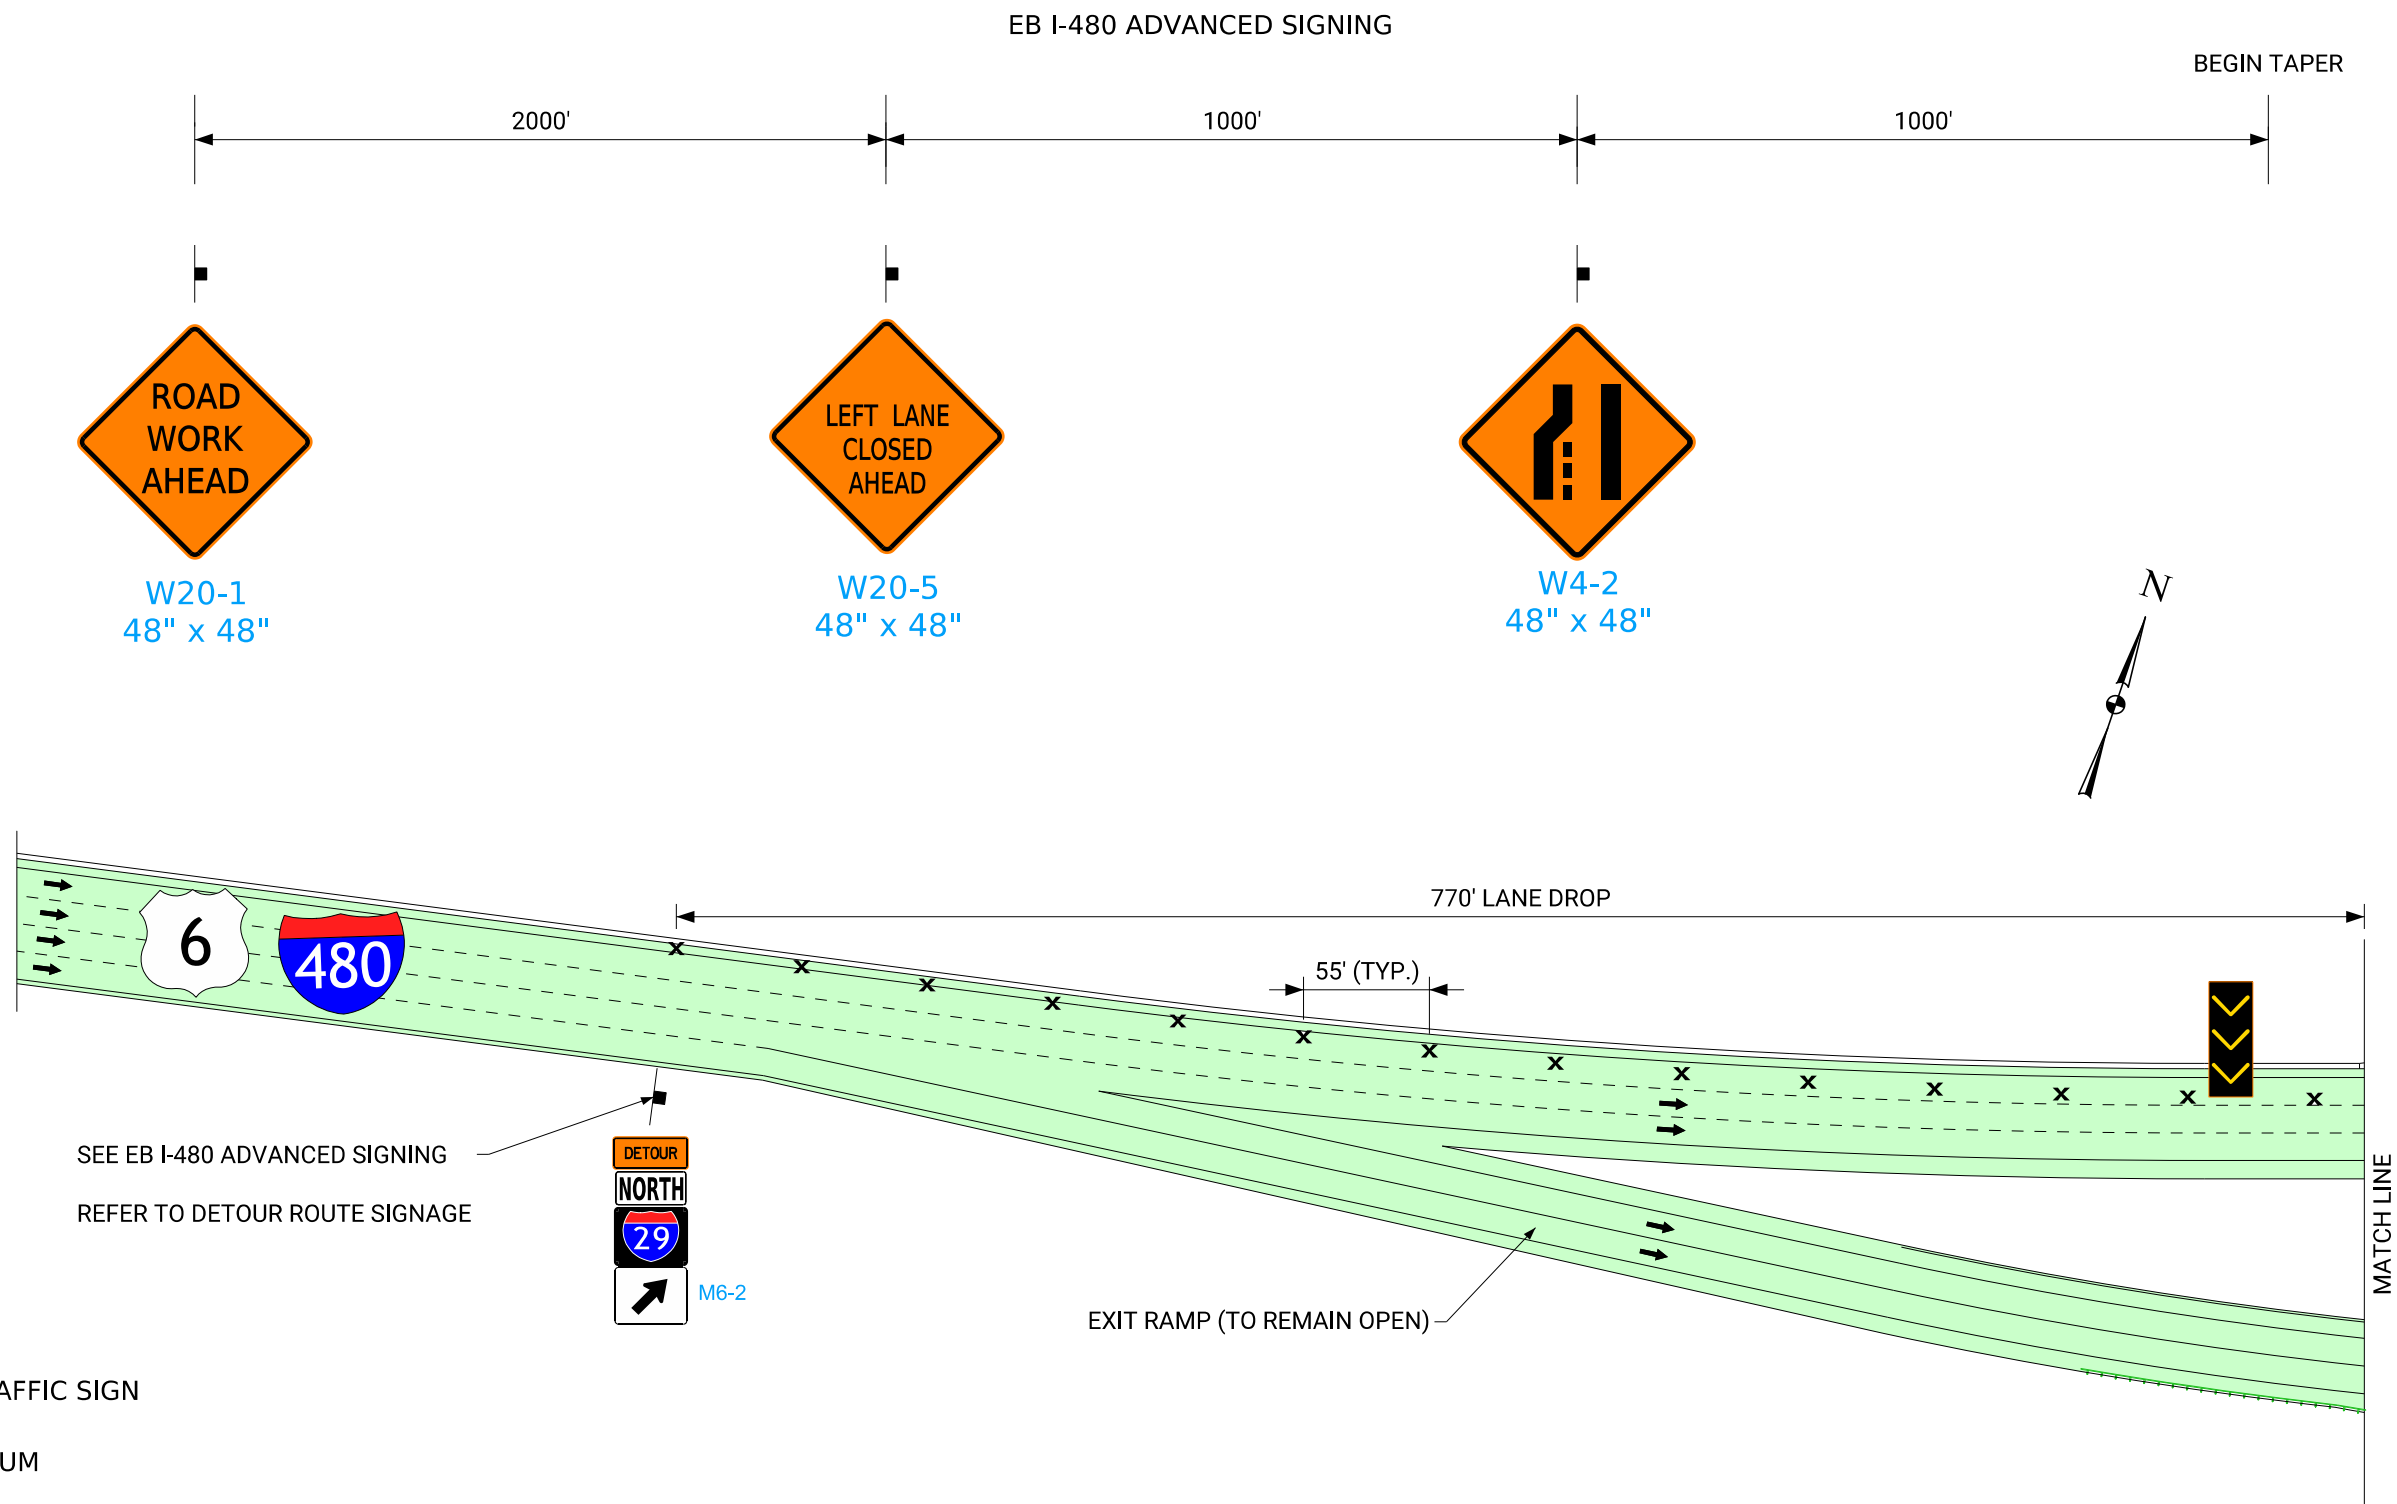 EB I-480 ADVANCED SIGNING
BEGIN TAPER
2000'
1000'
1000'
ROAD
WORK
AHEAD
W20-1
48" x 48"
LEFT LANE
CLOSED
AHEAD
W20-5
48" x 48"
W4-2
48" x 48"
N
6
480
770' LANE DROP
55' (TYP.)
SEE EB I-480 ADVANCED SIGNING
REFER TO DETOUR ROUTE SIGNAGE
DETOUR
NORTH
29
M6-2
EXIT RAMP (TO REMAIN OPEN)
MATCH LINE
AFFIC SIGN
UM